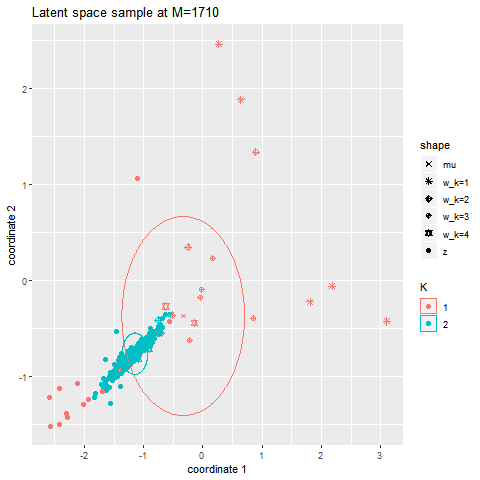 Latent space sample at M=1710
2
1
0
-1
coordinate 2
-2
-1
0
1
2
3
coordinate 1
shape
mu
w_k=1
w_k=2
w_k=3
w_k=4
z
K
1
2